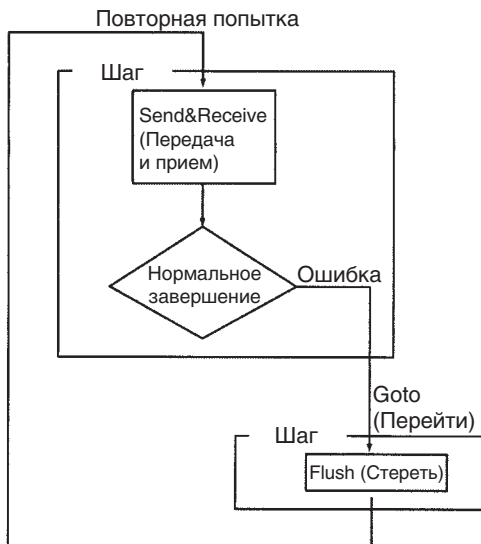 Повторная попытка
Шаг
Send&Receive
(Передача
и прием)
Нормальное
завершение
Ошибка
Goto
(Перейти)
Шаг
Flush (Стереть)